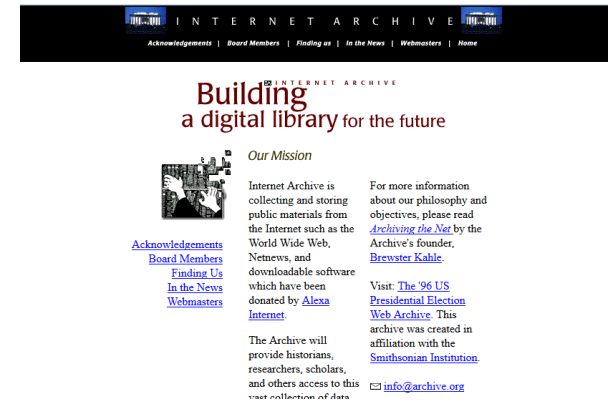 INTERNET ARCHIVE
Acknowledgements | Board Members | Finding us | In the News | Webmasters | Home
INTERNET ARCHIVE
Building
a digital library for the future
Our Mission
Acknowledgements
Board Members
Finding Us
In the News
Webmasters
Internet Archive is
collecting and storing
public materials from
the Internet such as the
World Wide Web,
Netnews, and
downloadable software
which have been
donated by Alexa
Internet.
The Archive will
provide historians,
researchers, scholars,
and others access to this
vast collection of data
For more information
about our philosophy and
objectives, please read
Archiving the Net by the
Archive's founder,
Brewster Kahle.
Visit: The '96 US
Presidential Election
Web Archive. This
archive was created in
affiliation with the
Smithsonian Institution.
info@archive.org